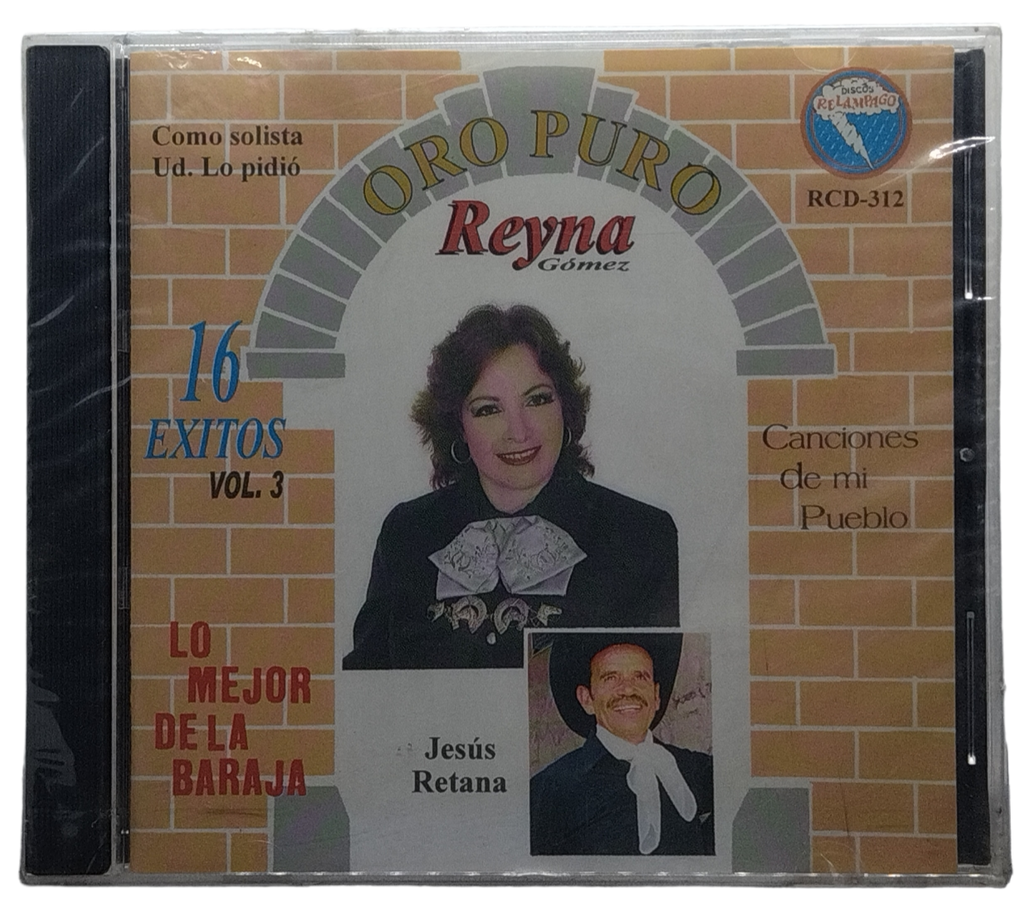 Como solista
Ud. Lo pidió
ORO PURO
DISCOS
RELAMPAGO
RCD-312
Reyna
Gómez
16
EXITOS
VOL. 3
Canciones
de mi
Pueblo
LO
MEJOR
DE LA
BARAJA
Jesús
Retana